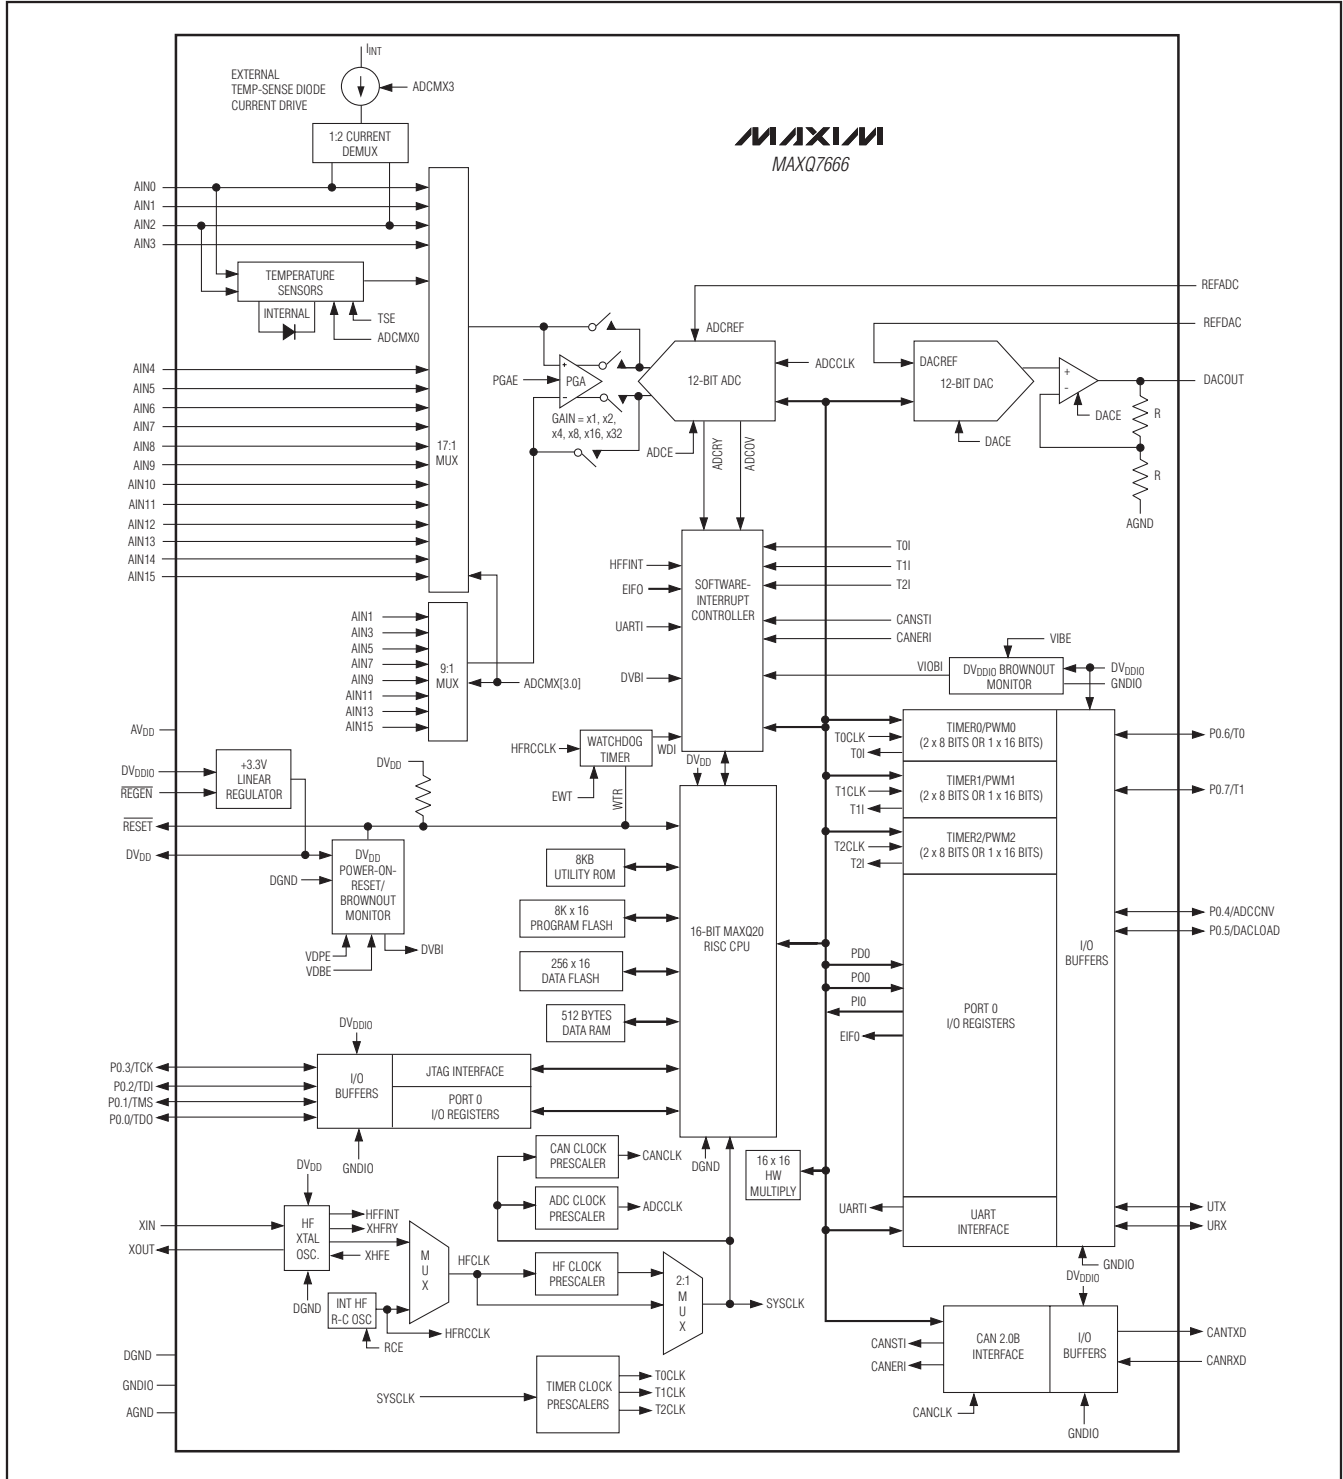 IINT
EXTERNAL
TEMP-SENSE DIODE
CURRENT DRIVE
ADCMX3
1:2 CURRENT
DEMUX
MAXIM
MAXQ7666
AIN0
AIN1
AIN2
AIN3
TEMPERATURE
SENSORS
INTERNAL
TSE
ADCMX0
AIN4
AIN5
AIN6
AIN7
AIN8
AIN9
AIN10
AIN11
AIN12
AIN13
AIN14
AIN15
17:1
MUX
PGAE
+
PGA
-
GAIN = x1, x2,
x4, x8, x16, x32
REFADC
ADCREF
12-BIT ADC
ADCCLK
ADCE
ADCRY
ADCOV
REFDAC
DACREF
12-BIT DAC
DACE
+
-
DACE
DACOUT
R
R
AGND
AIN1
AIN3
AIN5
AIN7
AIN9
AIN11
AIN13
AIN15
9:1
MUX
ADCMX[3.0]
HFFINT
EIFO
UARTI
DVBI
SOFTWARE-
INTERRUPT
CONTROLLER
T0I
T1I
T2I
CANSTI
CANERI
VIOBI
VIBE
DVDDIO BROWNOUT
MONITOR
DVDDIO
GNDIO
AVDD
DVDDIO
REGEN
+3.3V
LINEAR
REGULATOR
DVDD
HFRCCLK
WATCHDOG
TIMER
WDI
EWT
WTR
DVDD
RESET
DVDD
DGND
DVDD
POWER-ON-
RESET/
BROWNOUT
MONITOR
VDPE
VDBE
DVBI
8KB
UTILITY ROM
8K x 16
PROGRAM FLASH
256 x 16
DATA FLASH
512 BYTES
DATA RAM
16-BIT MAXQ20
RISC CPU
DGND
TIMER0/PWM0
(2 x 8 BITS OR 1 x 16 BITS)
T0CLK
T0I
TIMER1/PWM1
(2 x 8 BITS OR 1 x 16 BITS)
T1CLK
T1I
TIMER2/PWM2
(2 x 8 BITS OR 1 x 16 BITS)
T2CLK
T2I
P0.6/T0
P0.7/T1
P0.4/ADCCNV
P0.5/DACLOAD
I/O
BUFFERS
PD0
PO0
PI0
EIF0
PORT 0
I/O REGISTERS
DVDDIO
P0.3/TCK
P0.2/TDI
P0.1/TMS
P0.0/TDO
I/O
BUFFERS
JTAG INTERFACE
PORT 0
I/O REGISTERS
GNDIO
CAN CLOCK
PRESCALER
CANCLK
ADC CLOCK
PRESCALER
ADCCLK
16 x 16
HW
MULTIPLY
UARTI
UART
INTERFACE
UTX
URX
GNDIO
DVDD
XIN
XOUT
HF
XTAL
OSC.
HFFINT
XHFRY
XHFE
DGND
INT HF
R-C OSC
RCE
HFRCCLK
M
U
X
HFCLK
HF CLOCK
PRESCALER
2:1
M
U
X
SYSCLK
DVDDIO
CANSTI
CANERI
CAN 2.0B
INTERFACE
I/O
BUFFERS
CANTXD
CANRXD
CANCLK
GNDIO
DGND
GNDIO
AGND
SYSCLK
TIMER CLOCK
PRESCALERS
T0CLK
T1CLK
T2CLK